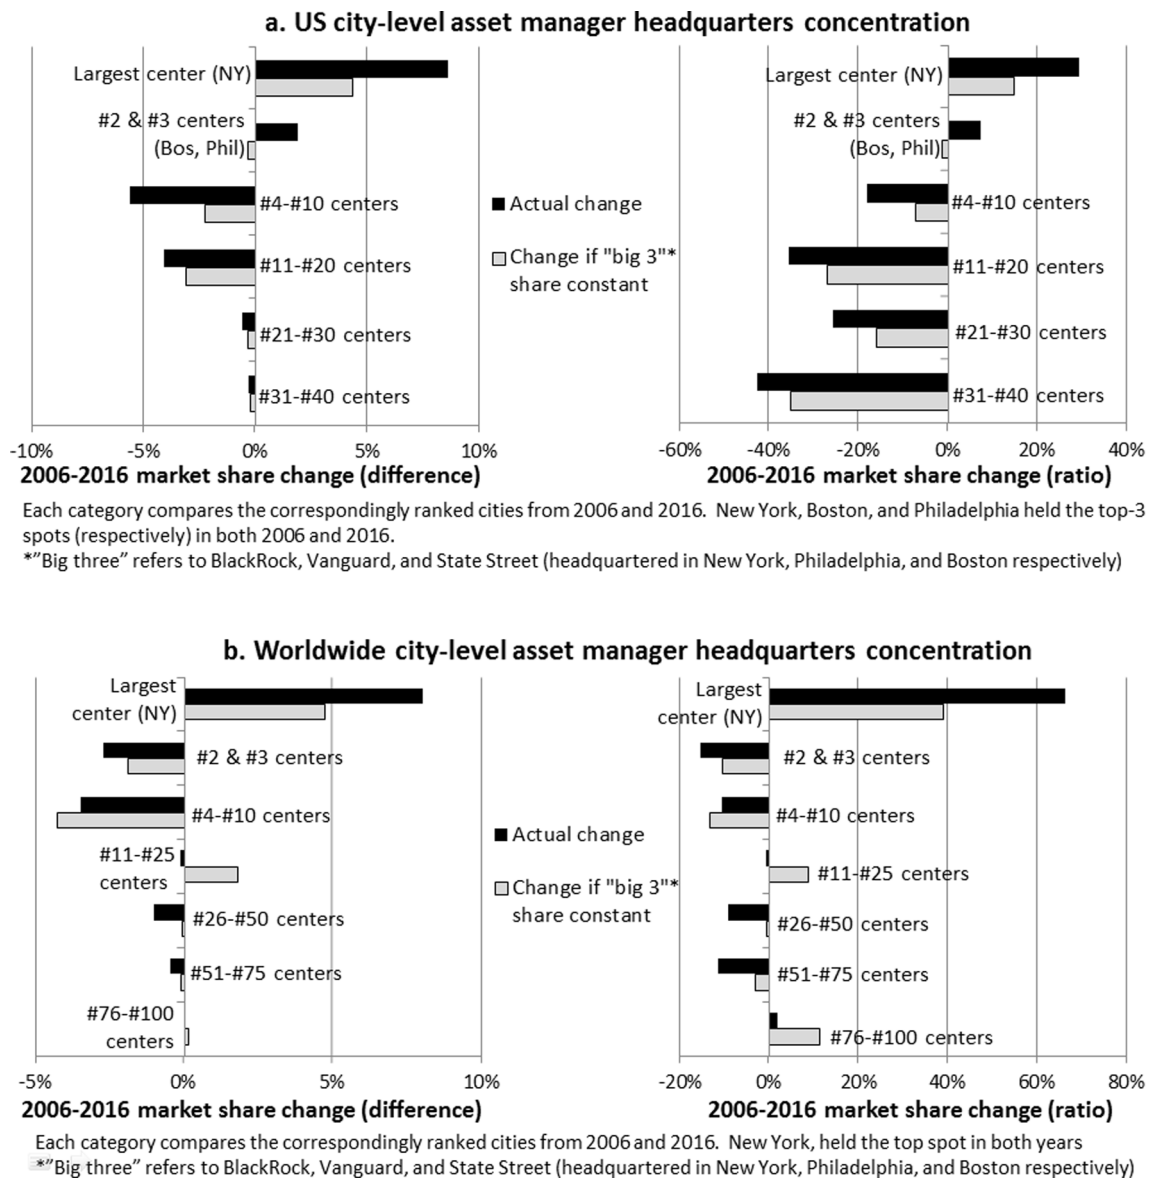 a. US city-level asset manager headquarters concentration
Largest center (NY)
#2 & #3 centers
(Bos, Phil)
#4-#10 centers
#11-#20 centers
#21-#30 centers
#31-#40 centers
-10% -5% 0% 5% 10%
2006-2016 market share change (difference)
Actual change
Change if "big 3"*
share constant
Largest center (NY)
#2 & #3 centers
(Bos, Phil)
#4-#10 centers
#11-#20 centers
#21-#30 centers
#31-#40 centers
-60% -40% -20% 0% 20% 40%
2006-2016 market share change (ratio)
Each category compares the correspondingly ranked cities from 2006 and 2016. New York, Boston, and Philadelphia held the top-3
spots (respectively) in both 2006 and 2016.
*”Big three” refers to BlackRock, Vanguard, and State Street (headquartered in New York, Philadelphia, and Boston respectively)
b. Worldwide city-level asset manager headquarters concentration
Largest
center (NY)
#2 & #3 centers
#4-#10 centers
#11-#25
centers
#26-#50 centers
#51-#75 centers
#76-#100
centers
-5% 0% 5% 10%
2006-2016 market share change (difference)
Actual change
Change if "big 3"*
share constant
Largest
center (NY)
#2 & #3 centers
#4-#10 centers
#11-#25 centers
#26-#50 centers
#51-#75 centers
#76-#100 centers
-20% 0% 20% 40% 60% 80%
2006-2016 market share change (ratio)
Each category compares the correspondingly ranked cities from 2006 and 2016. New York, held the top spot in both years
*”Big three” refers to BlackRock, Vanguard, and State Street (headquartered in New York, Philadelphia, and Boston respectively)